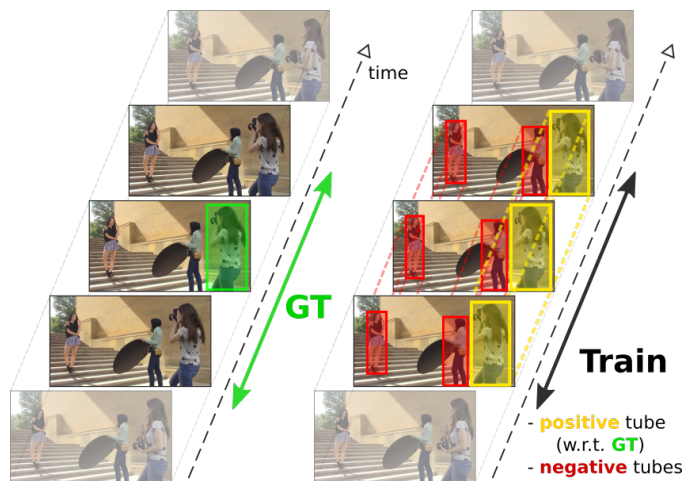 time
GT
Train
- positive tube
(w.r.t. GT)
- negative tubes